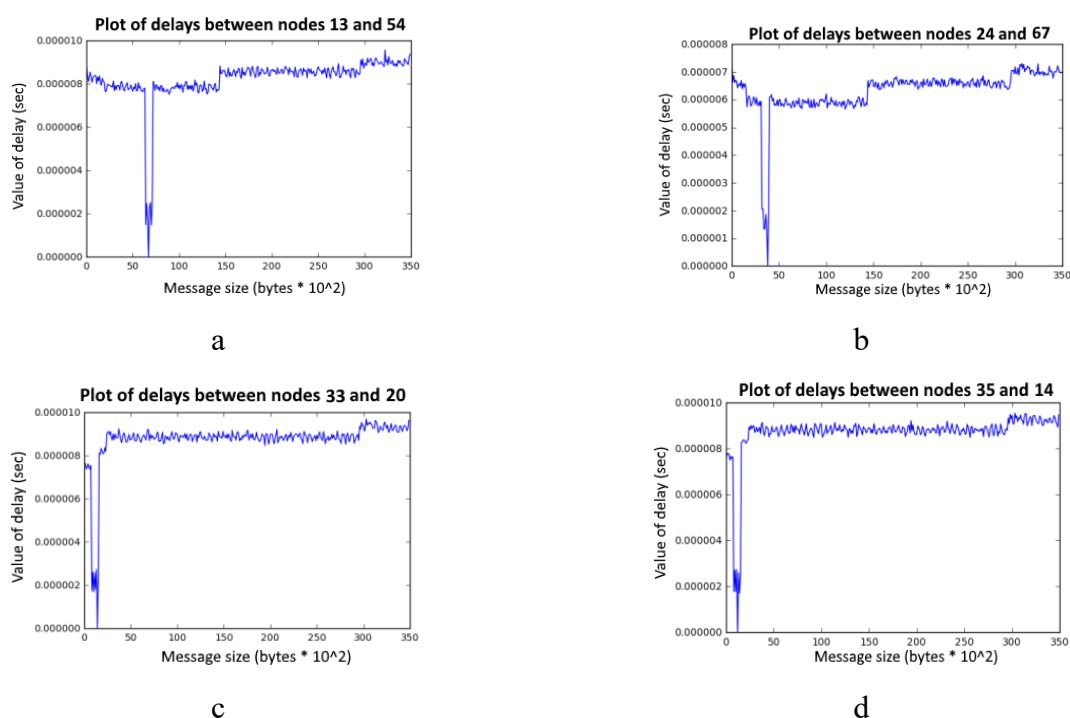 Plot of delays between nodes 13 and 54
0.000010
0.000008
0.000006
0.000004
0.000002
0.000000
Value of delay (sec)
0 50 100 150 200 250 300 350
Message size (bytes * 10^2)
a
Plot of delays between nodes 24 and 67
0.000008
0.000007
0.000006
0.000005
0.000004
0.000003
0.000002
0.000001
0.000000
Value of delay (sec)
0 50 100 150 200 250 300 350
Message size (bytes * 10^2)
b
Plot of delays between nodes 33 and 20
0.000010
0.000008
0.000006
0.000004
0.000002
0.000000
Value of delay (sec)
0 50 100 150 200 250 300 350
Message size (bytes * 10^2)
c
Plot of delays between nodes 35 and 14
0.000010
0.000008
0.000006
0.000004
0.000002
0.000000
Value of delay (sec)
0 50 100 150 200 250 300 350
Message size (bytes * 10^2)
d